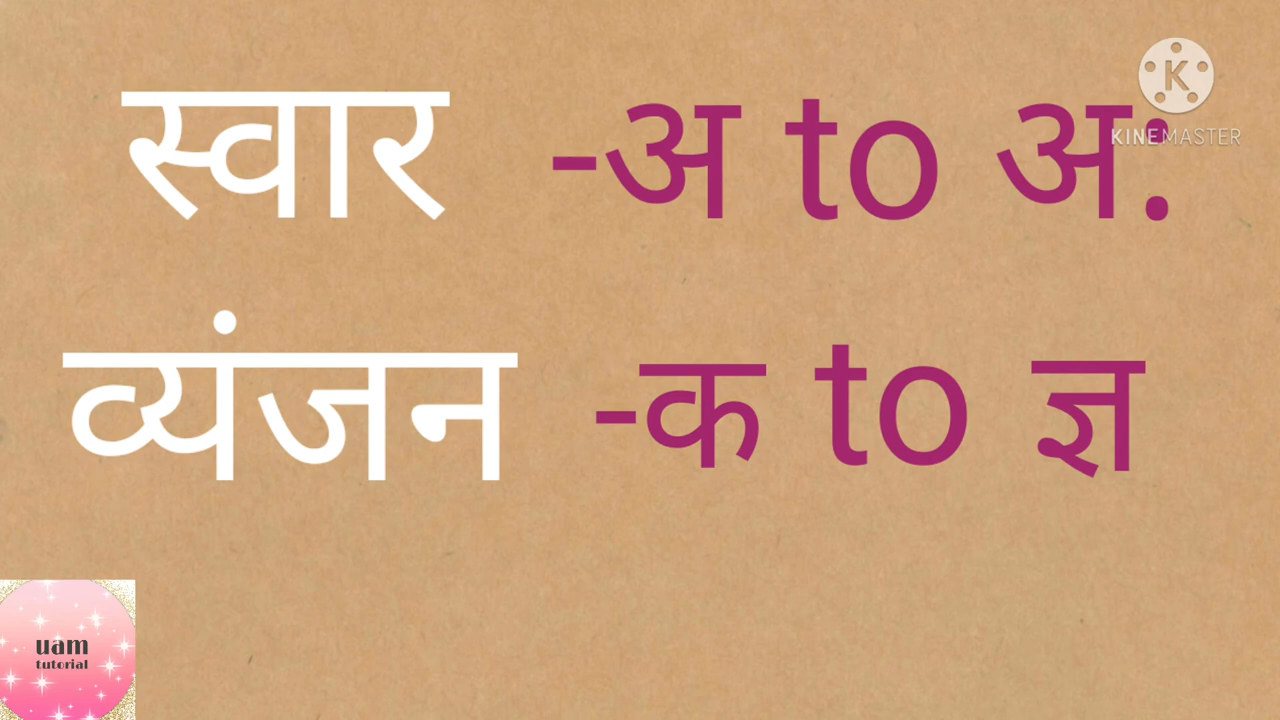 स्वार -अ to अ:
KINEMASTER
व्यंजन -क to ज्ञ
uam
tutorial